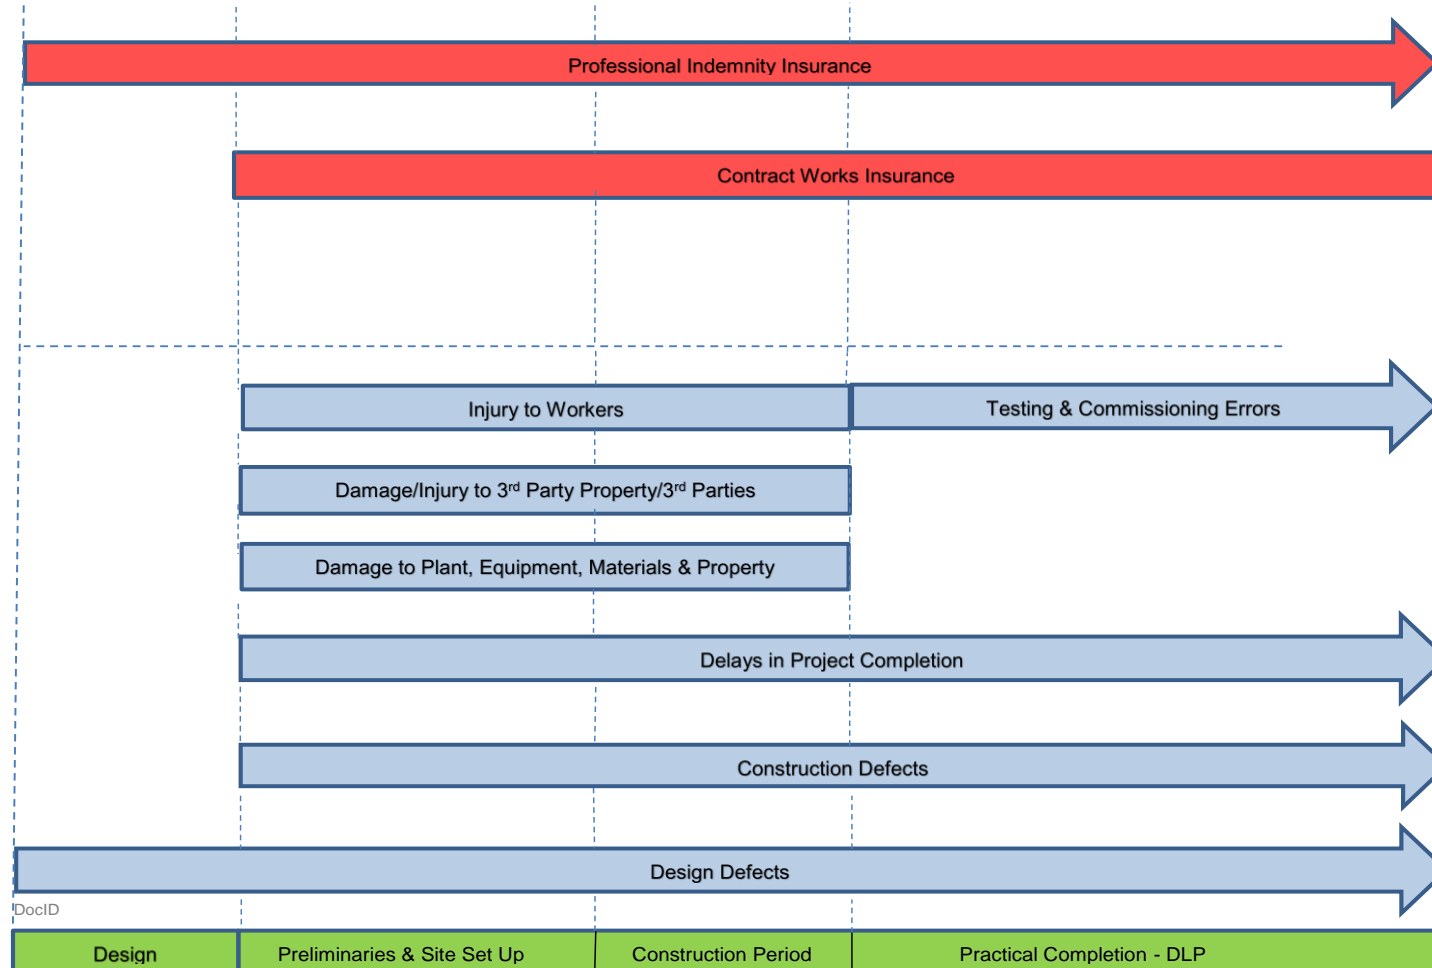 Professional Indemnity Insurance
Contract Works Insurance
Injury to Workers
Testing & Commissioning Errors
Damage/Injury to 3rd Party Property/3rd Parties
Damage to Plant, Equipment, Materials & Property
Delays in Project Completion
Construction Defects
Design Defects
DocID
Design
Preliminaries & Site Set Up
Construction Period
Practical Completion - DLP